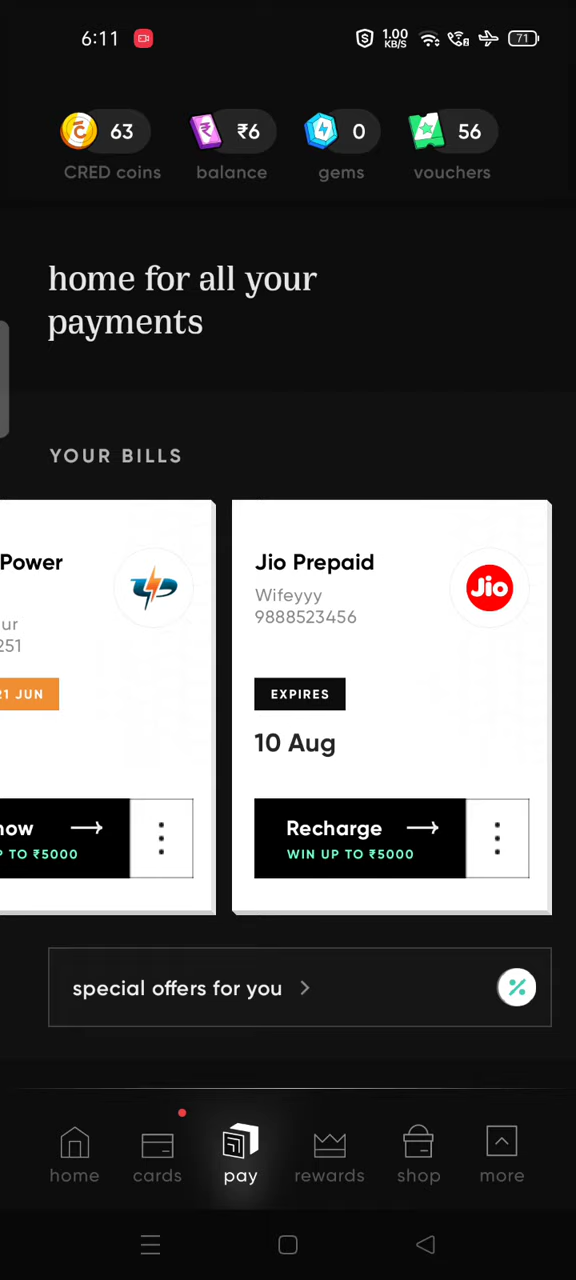 6:11
1.00
KB/S
71
63
₹6
0
56
CRED coins
balance
gems
vouchers
home for all your
payments
YOUR BILLS
Power
ur
251
21 JUN
now
P TO ₹5000
Jio Prepaid
Wifeyyy
9888523456
Jio
EXPIRES
10 Aug
Recharge
WIN UP TO ₹5000
special offers for you
home
cards
pay
rewards
shop
more